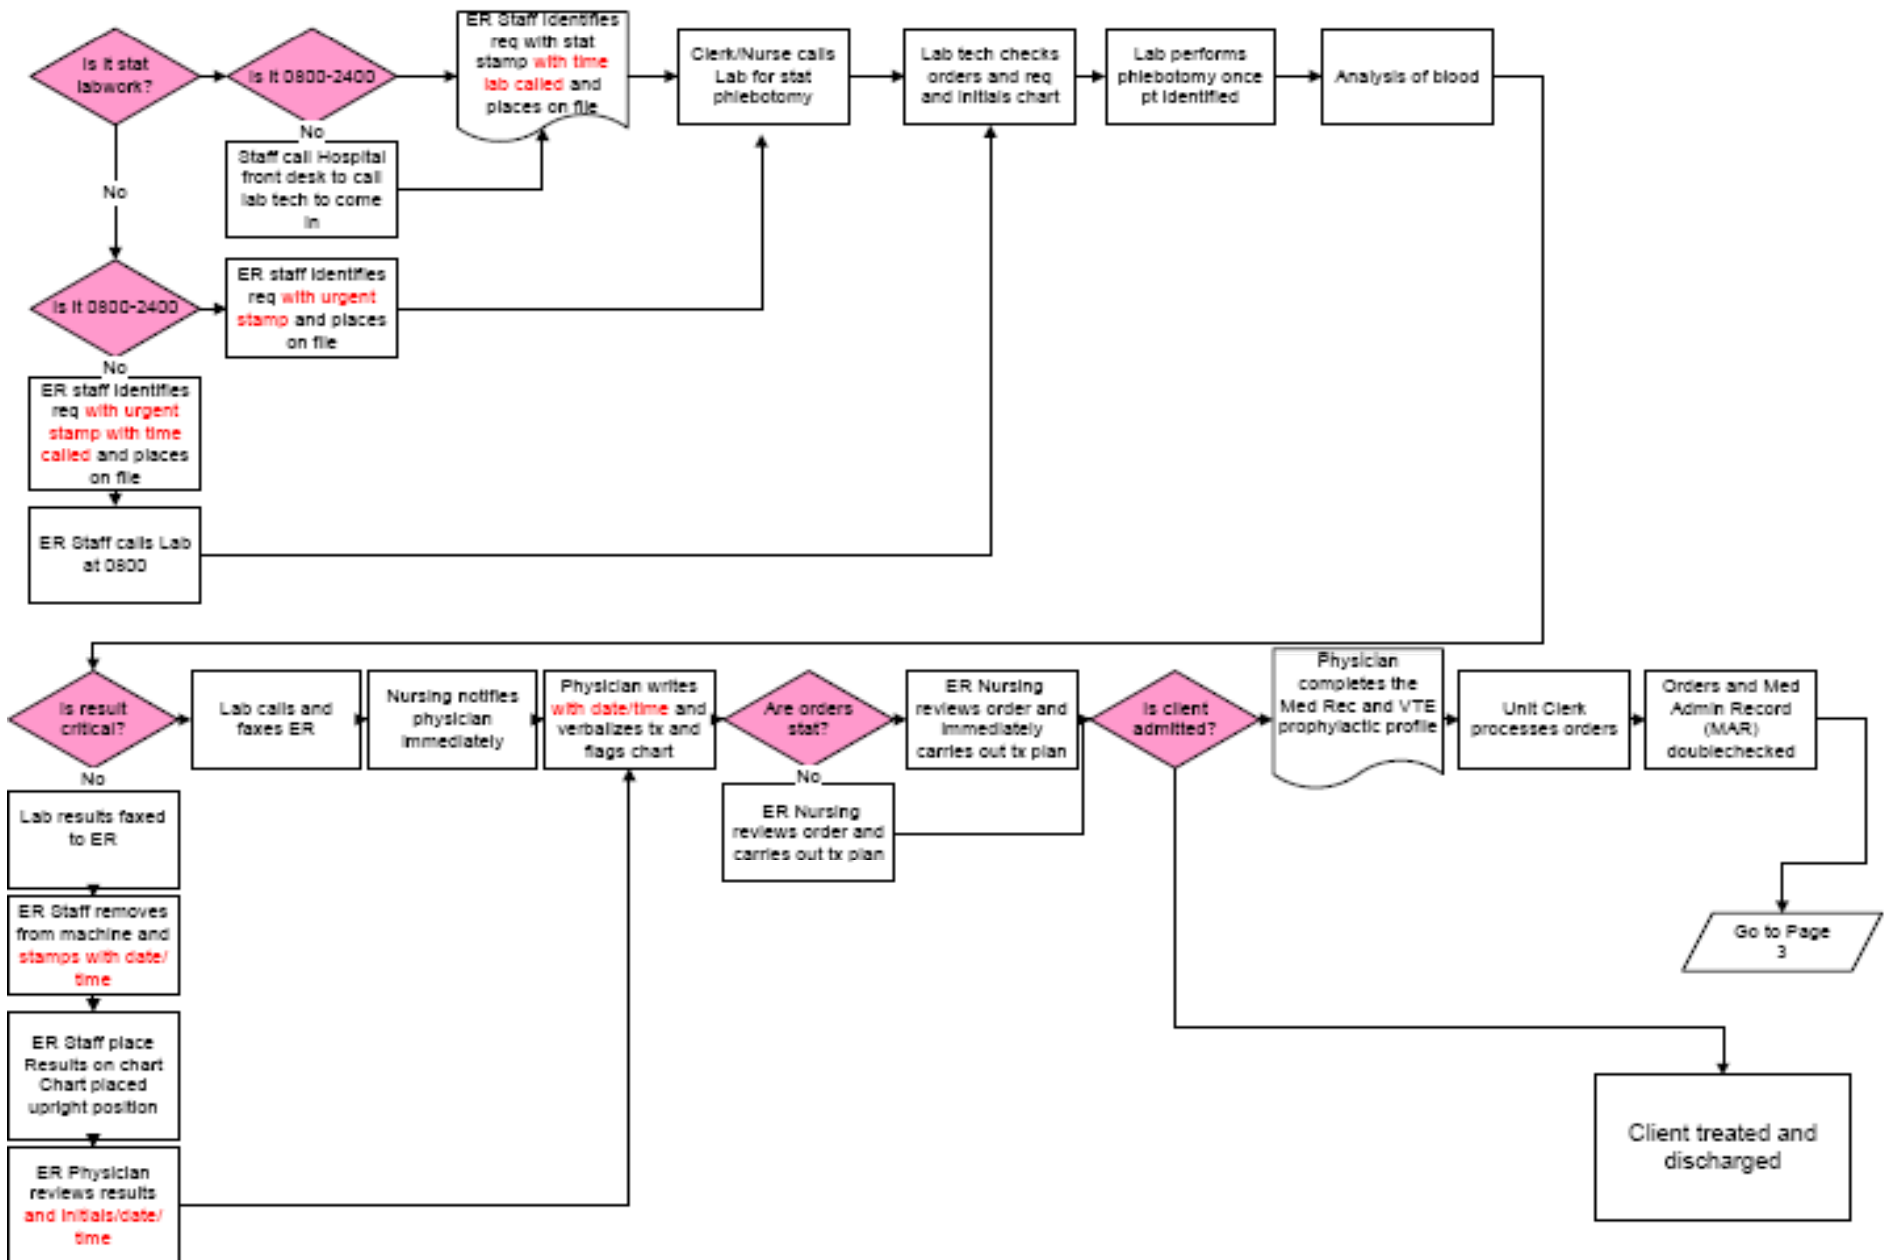 Is it stat
labwork?
Is it 0800-2400
ER Staff identifies
req with stat
stamp with time
lab called and
places on file
Clerk/Nurse calls
Lab for stat
phlebotomy
Lab tech checks
orders and req
and initials chart
Lab performs
phlebotomy once
pt identified
Analysis of blood
No
Staff call Hospital
front desk to call
lab tech to come
in
No
Is it 0800-2400
ER staff identifies
req with urgent
stamp and places
on file
No
ER staff identifies
req with urgent
stamp with time
called and places
on file
ER Staff calls Lab
at 0800
Is result
critical?
Lab calls and
faxes ER
Nursing notifies
physician
immediately
Physician writes
with date/time and
verbalizes tx and
flags chart
Are orders
stat?
ER Nursing
reviews order and
immediately
carries out tx plan
Is client
admitted?
Physician
completes the
Med Rec and VTE
prophylactic profile
Unit Clerk
processes orders
Orders and Med
Admin Record
(MAR)
doublechecked
No
Lab results faxed
to ER
No
ER Nursing
reviews order and
carries out tx plan
ER Staff removes
from machine and
stamps with date/
time
Go to Page
3
ER Staff place
Results on chart
Chart placed
upright position
ER Physician
reviews results
and initials/date/
time
Client treated and
discharged